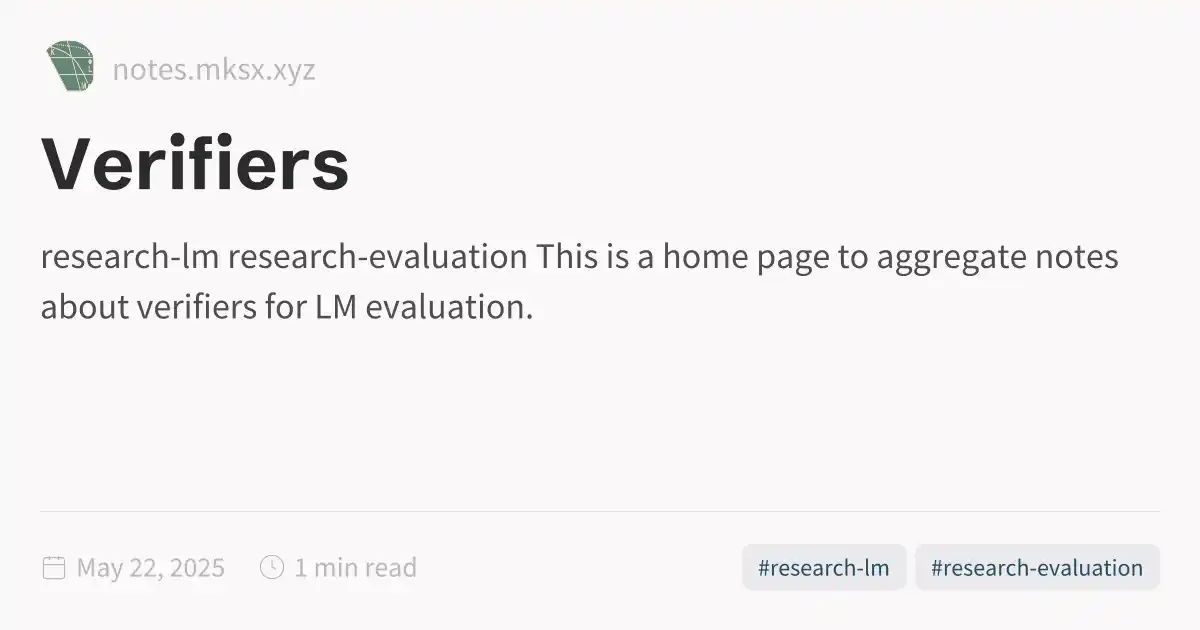 notes.mksx.xyz
Verifiers
research-lm research-evaluation This is a home page to aggregate notes
about verifiers for LM evaluation.
May 22, 2025 1 min read #research-lm #research-evaluation